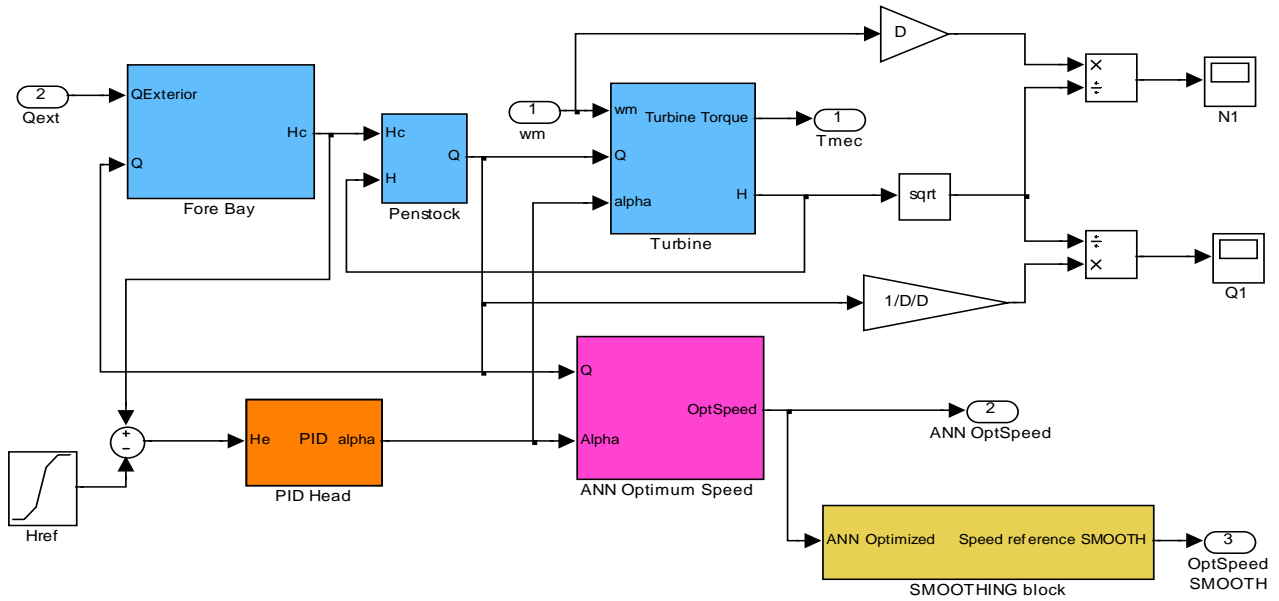 D
×
÷
N1
2
Qext
QExterior
Hc
Q
Fore Bay
Hc
Q
H
Penstock
1
wm
wm
Turbine Torque
Q
alpha
H
Turbine
1
Tmec
sqrt
÷
×
Q1
1/D/D
Q
OptSpeed
Alpha
ANN Optimum Speed
2
ANN OptSpeed
+
−
He
PID
alpha
PID Head
Href
ANN Optimized
Speed reference SMOOTH
SMOOTHING block
3
OptSpeed
SMOOTH